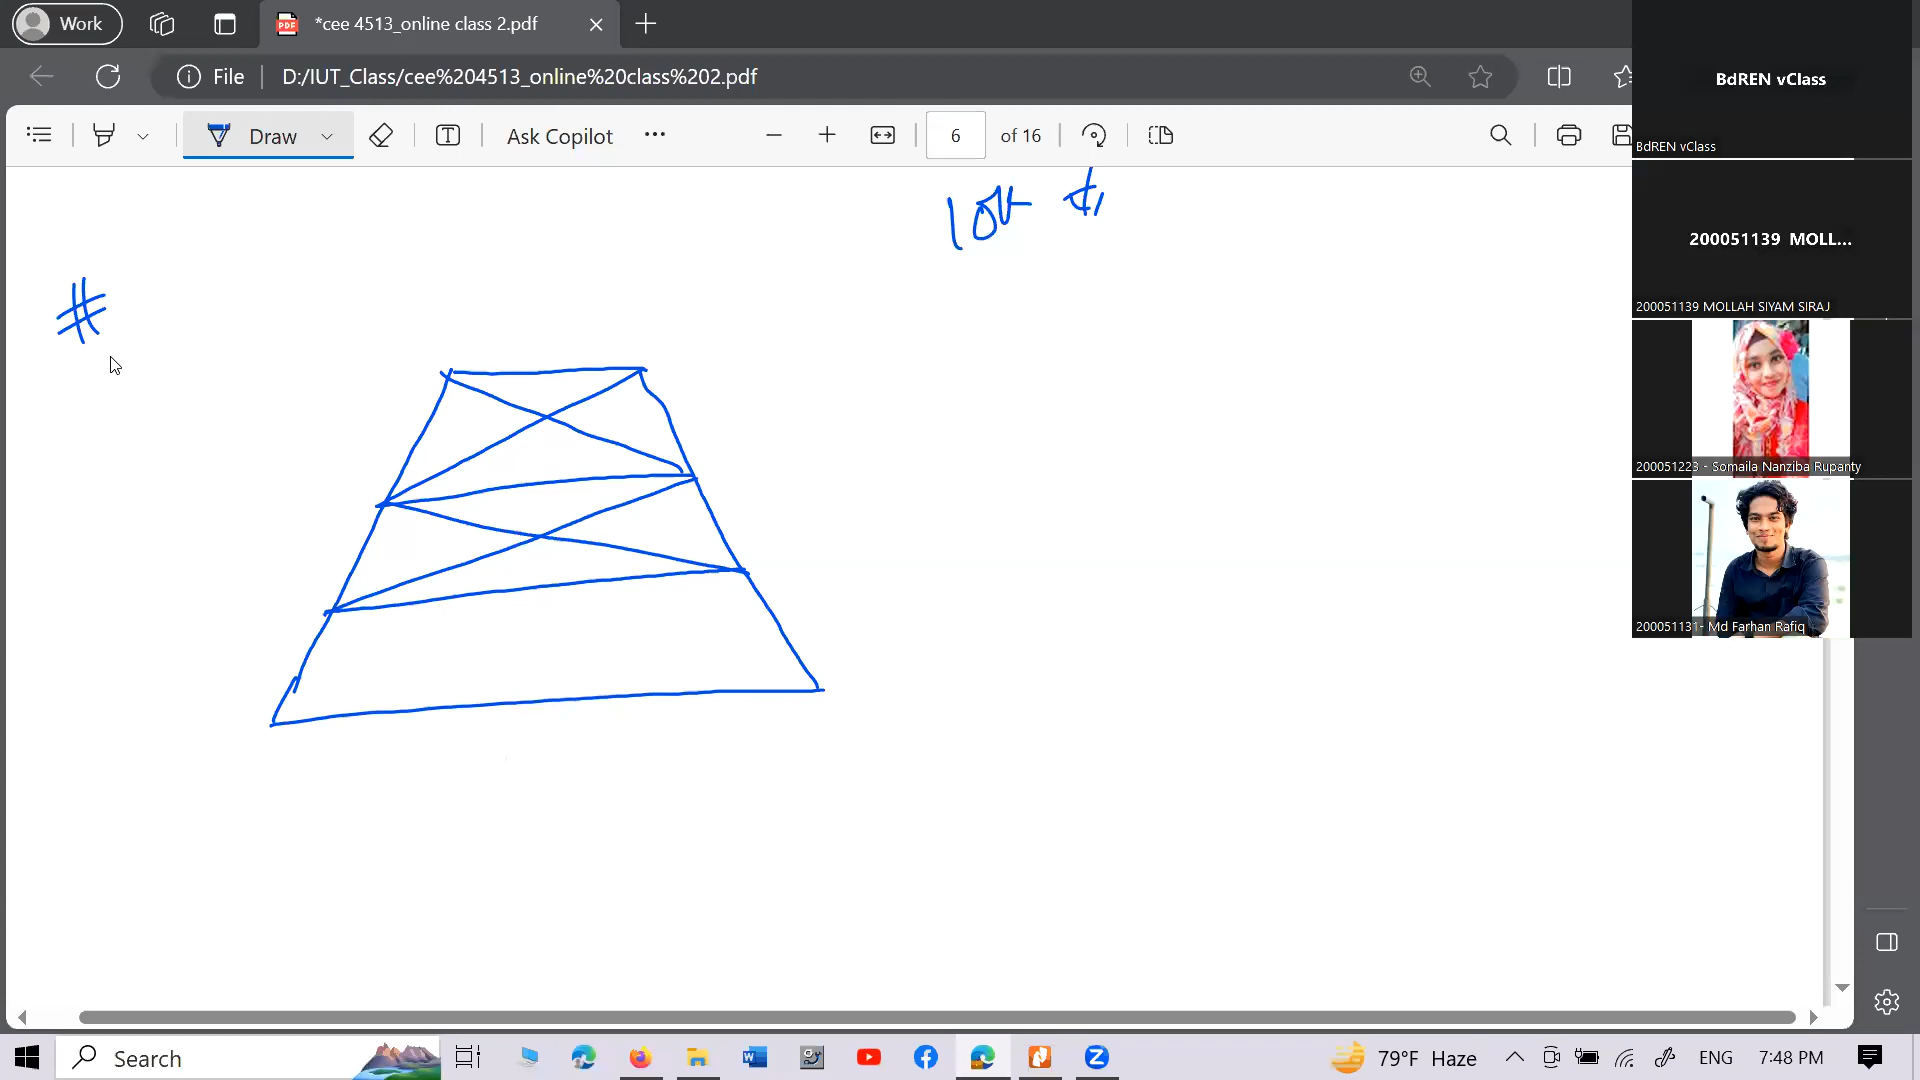 Work
*cee 4513_online class 2.pdf
File
D:/IUT_Class/cee%204513_online%20class%202.pdf
Draw
Ask Copilot
6
of 16
BdREN vClass
BdREN vClass
200051139 MOLL...
200051139 MOLLAH SIYAM SIRAJ
200051223 - Somaila Nanziba Rupanty
200051131- Md Farhan Rafiq
#
Search
79°F Haze
ENG
7:48 PM